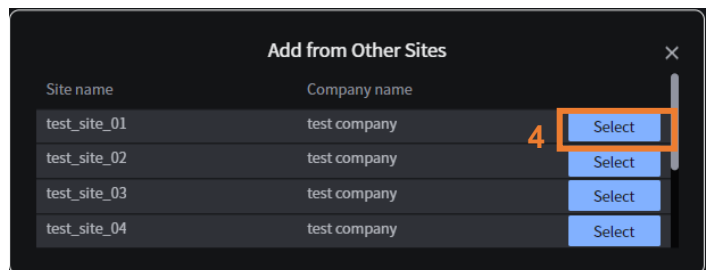 Add from Other Sites ×
Site name Company name
test_site_01 test company 4 Select
test_site_02 test company Select
test_site_03 test company Select
test_site_04 test company Select